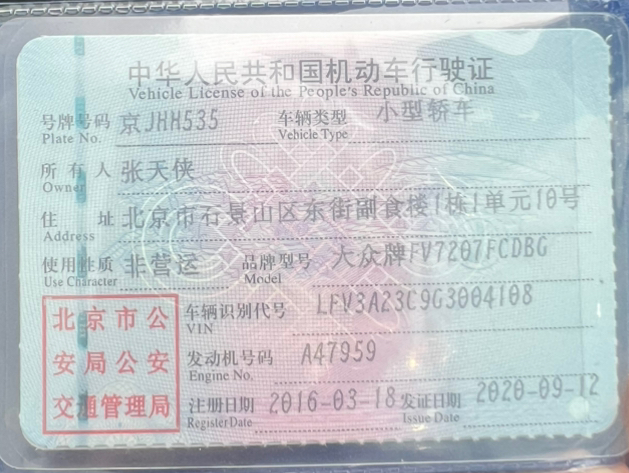 中华人民共和国机动车行驶证
Vehicle License of the People's Republic of China
号牌号码 京JHH535 车辆类型 小型轿车
Plate No. Vehicle Type
所有人 张天侠
Owner
住址 北京市石景山区东街副食楼1栋1单元10号
Address
使用性质 非营运 品牌型号 大众牌FV7207FCDBG
Use Character Model
北京市公
安局公安
交通管理局
车辆识别代号 LFV3A23C9G3004108
VIN
发动机号码 A47959
Engine No.
注册日期 2016-03-18 发证日期 2020-09-12
Register Date Issue Date